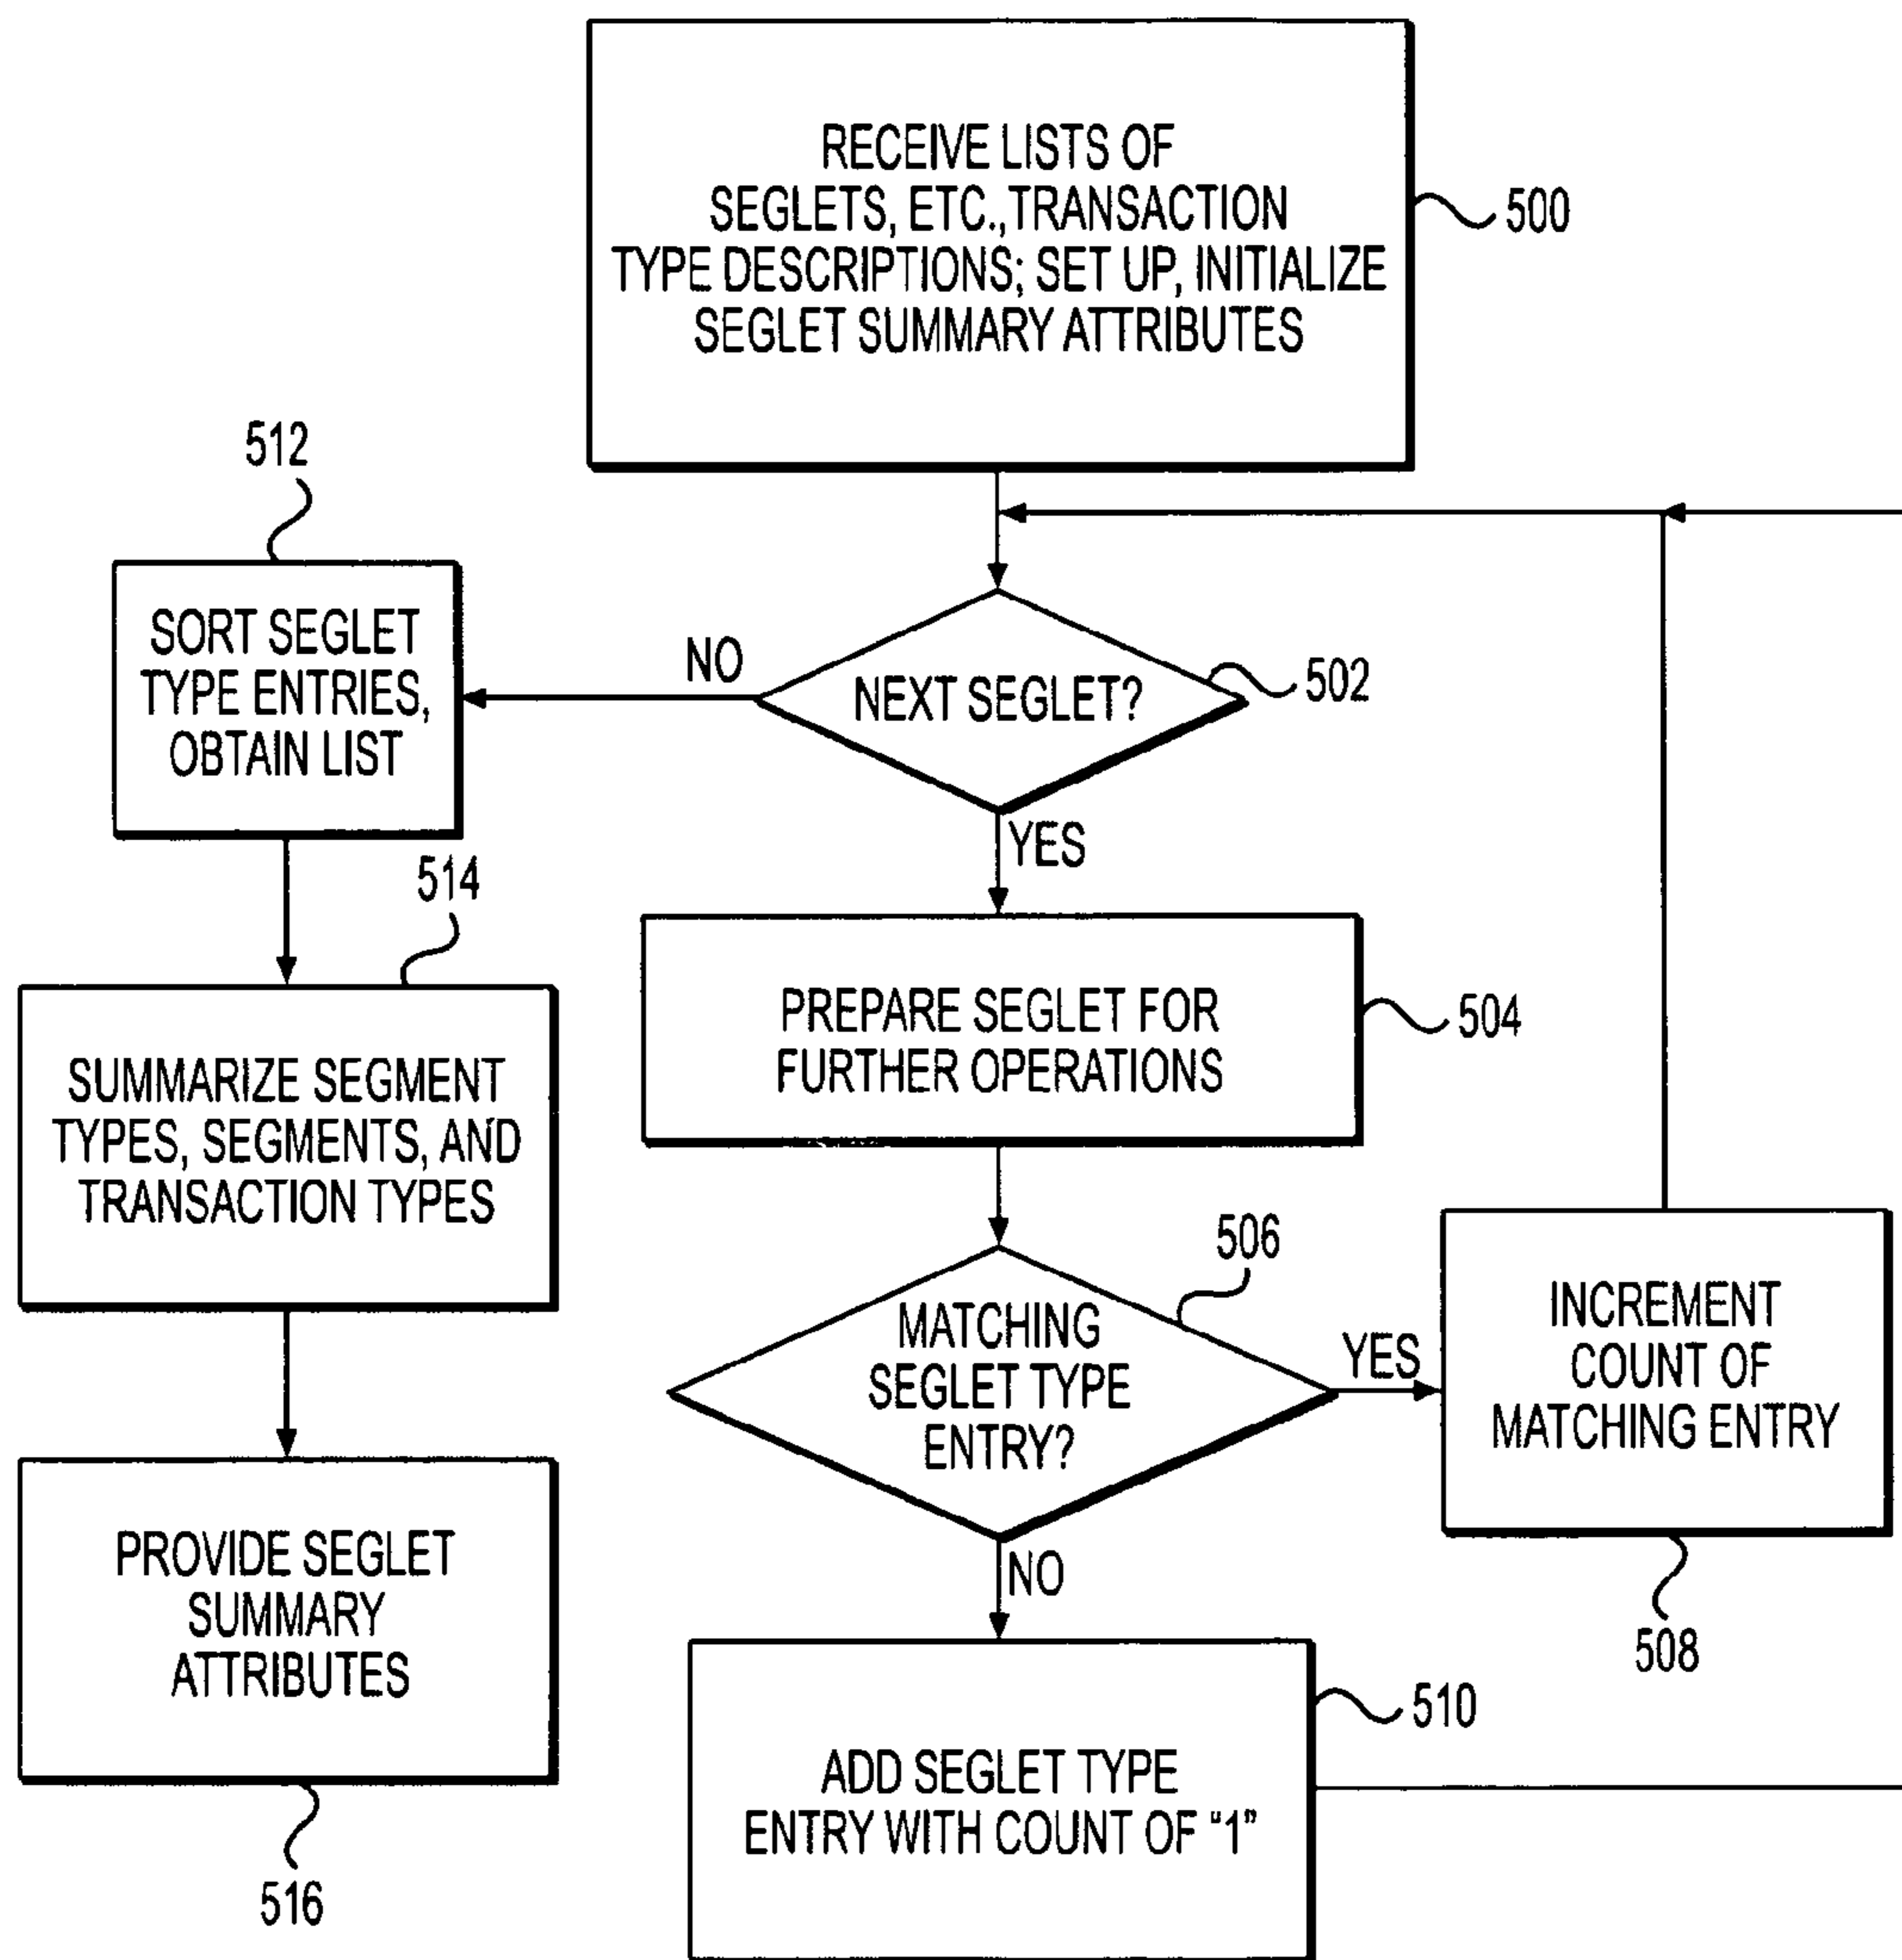 RECEIVE LISTS OF
SEGLETS, ETC.,TRANSACTION
TYPE DESCRIPTIONS; SET UP, INITIALIZE
SEGLET SUMMARY ATTRIBUTES
500
512
SORT SEGLET
TYPE ENTRIES,
OBTAIN LIST
NO
NEXT SEGLET?
502
YES
514
PREPARE SEGLET FOR
FURTHER OPERATIONS
504
SUMMARIZE SEGMENT
TYPES, SEGMENTS, AND
TRANSACTION TYPES
506
MATCHING
SEGLET TYPE
ENTRY?
YES
INCREMENT
COUNT OF
MATCHING ENTRY
508
NO
PROVIDE SEGLET
SUMMARY
ATTRIBUTES
516
510
ADD SEGLET TYPE
ENTRY WITH COUNT OF “1”